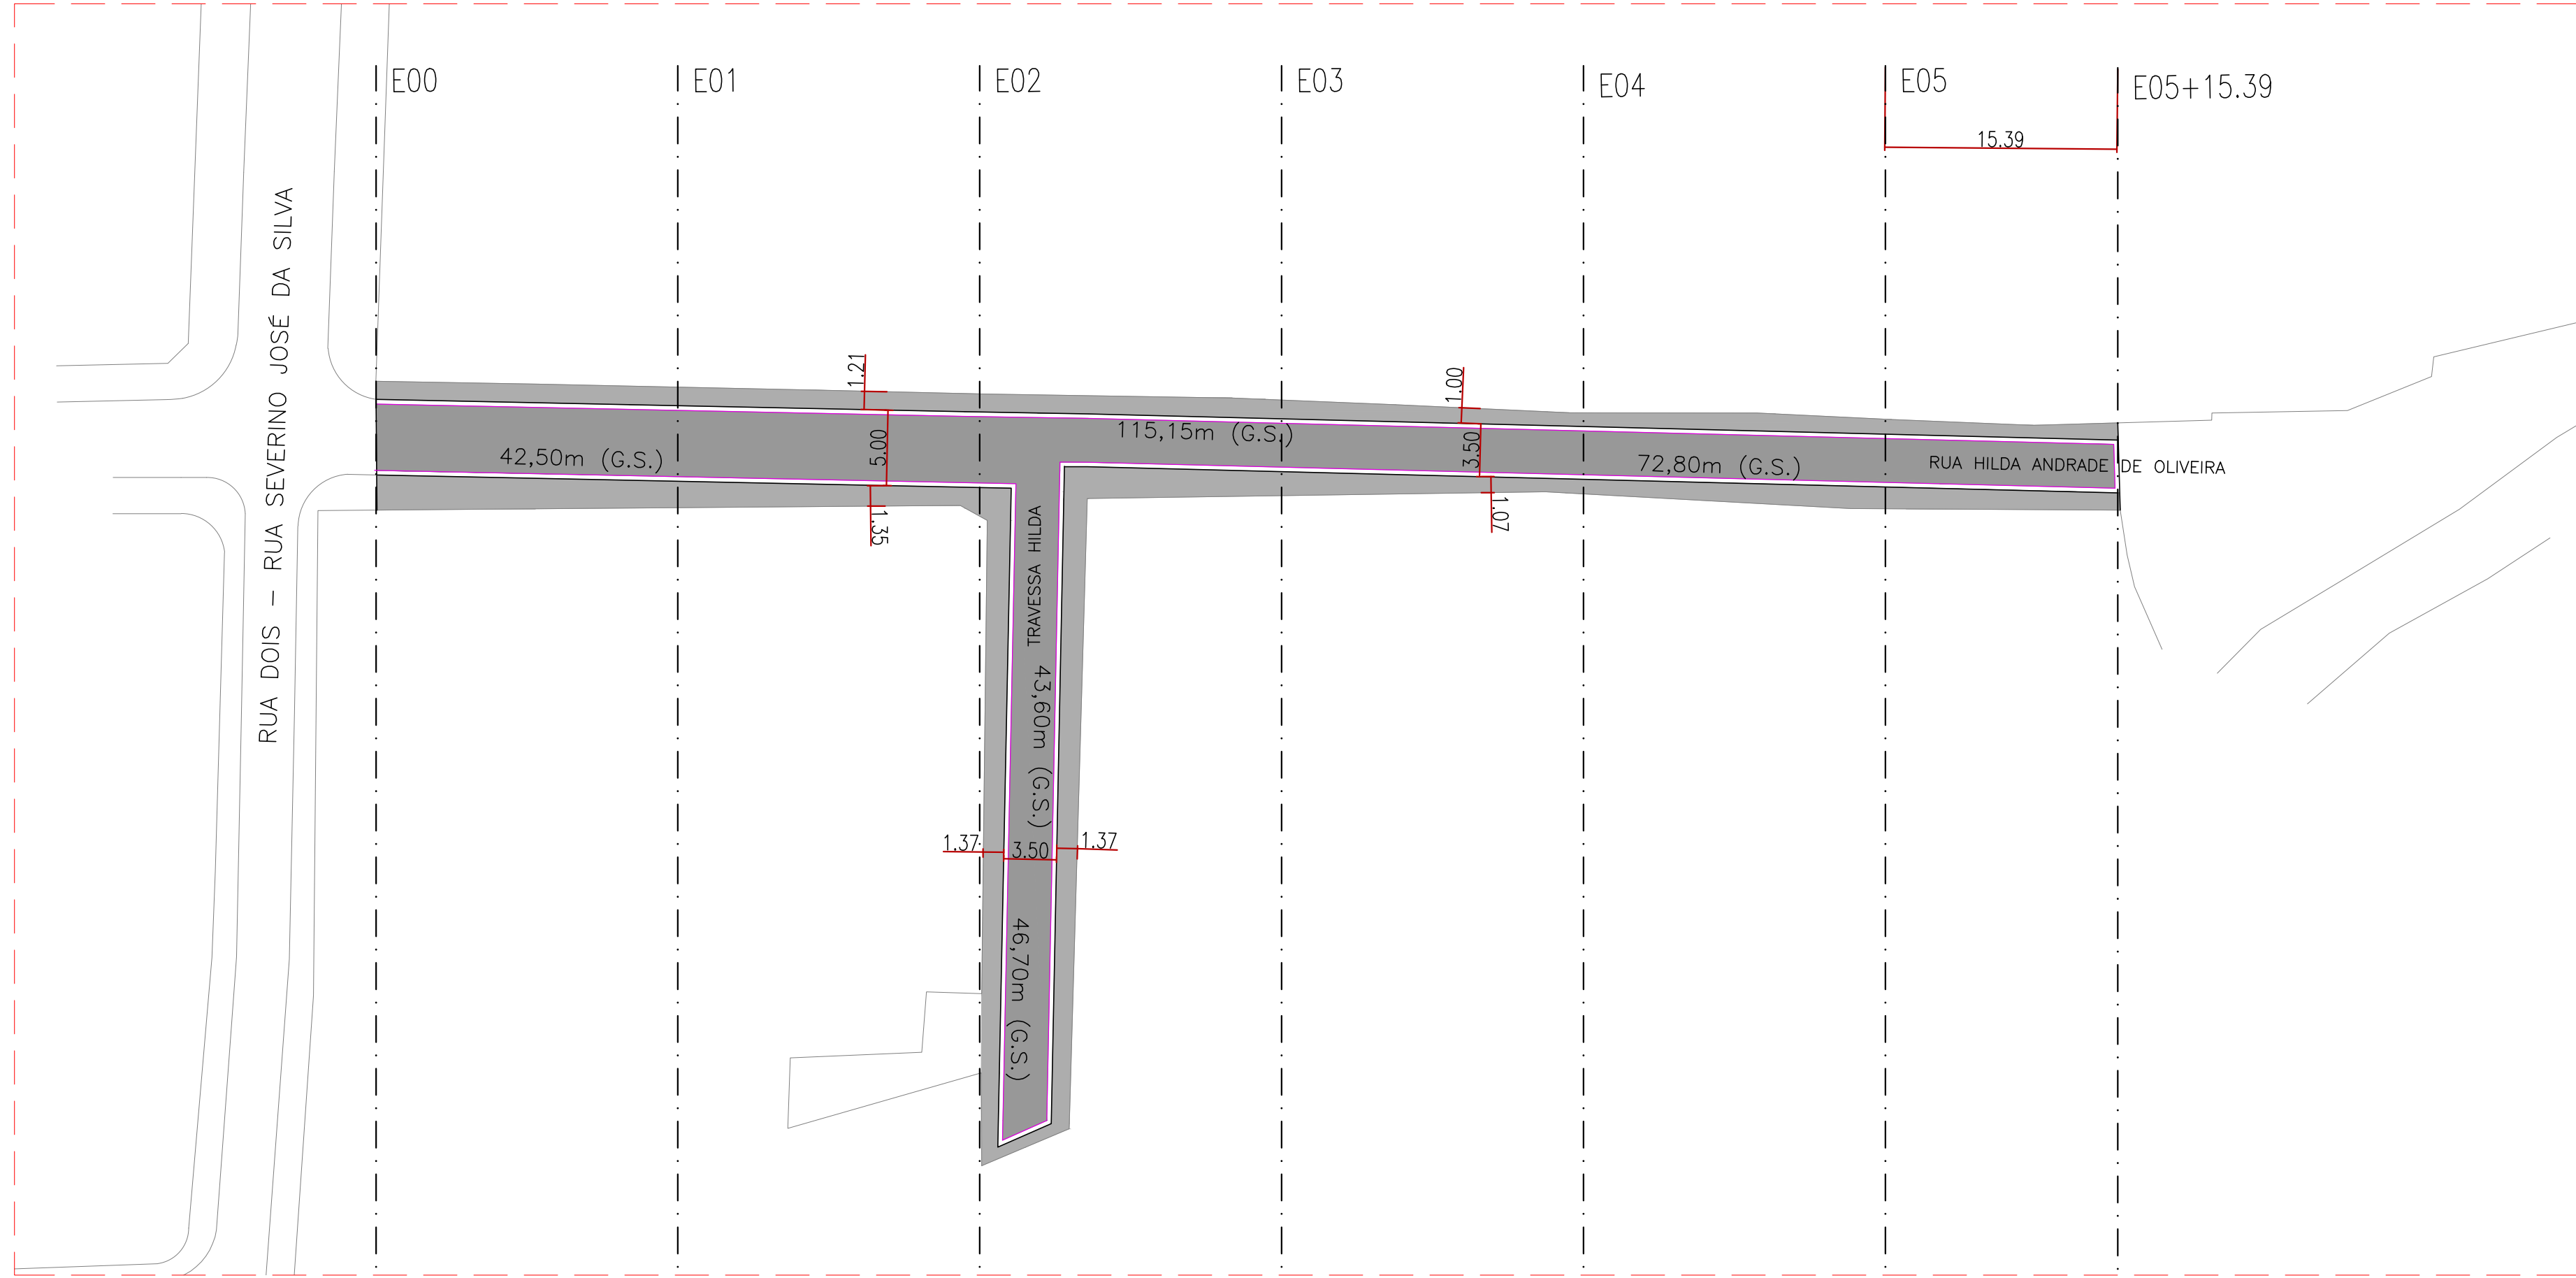 E00
E01
E02
E03
E04
E05
E05+15.39
15.39
RUA DOIS – RUA SEVERINO JOSÉ DA SILVA
1.21
5.00
1.35
42,50m (G.S.)
115,15m (G.S.)
1.00
3.50
1.07
72,80m (G.S.)
RUA HILDA ANDRADE DE OLIVEIRA
TRAVESSA HILDA
43,60m (G.S.)
1.37
3.50
1.37
46,70m (G.S.)